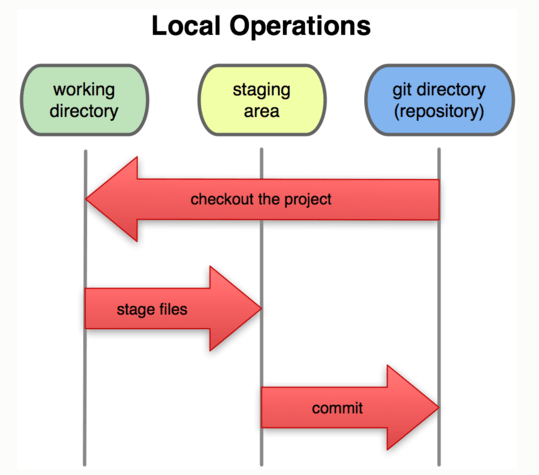 Local Operations
working
directory
staging
area
git directory
(repository)
checkout the project
stage files
commit